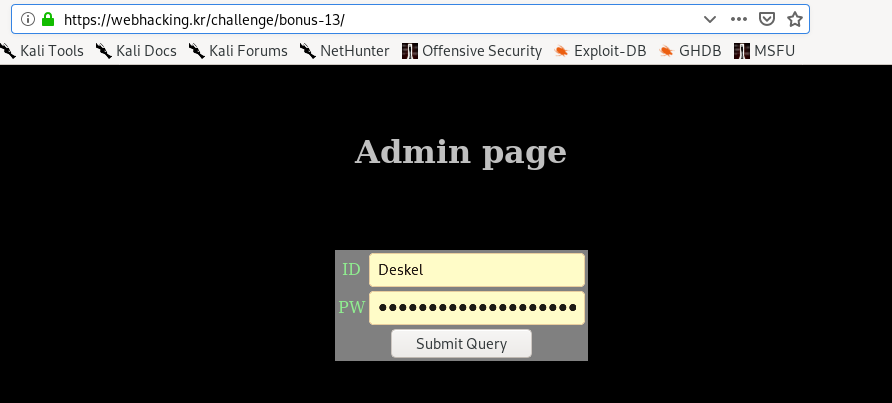 https://webhacking.kr/challenge/bonus-13/
Kali Tools Kali Docs Kali Forums NetHunter Offensive Security Exploit-DB GHDB MSFU
Admin page
ID Deskel
PW ••••••••••••••••••••
Submit Query